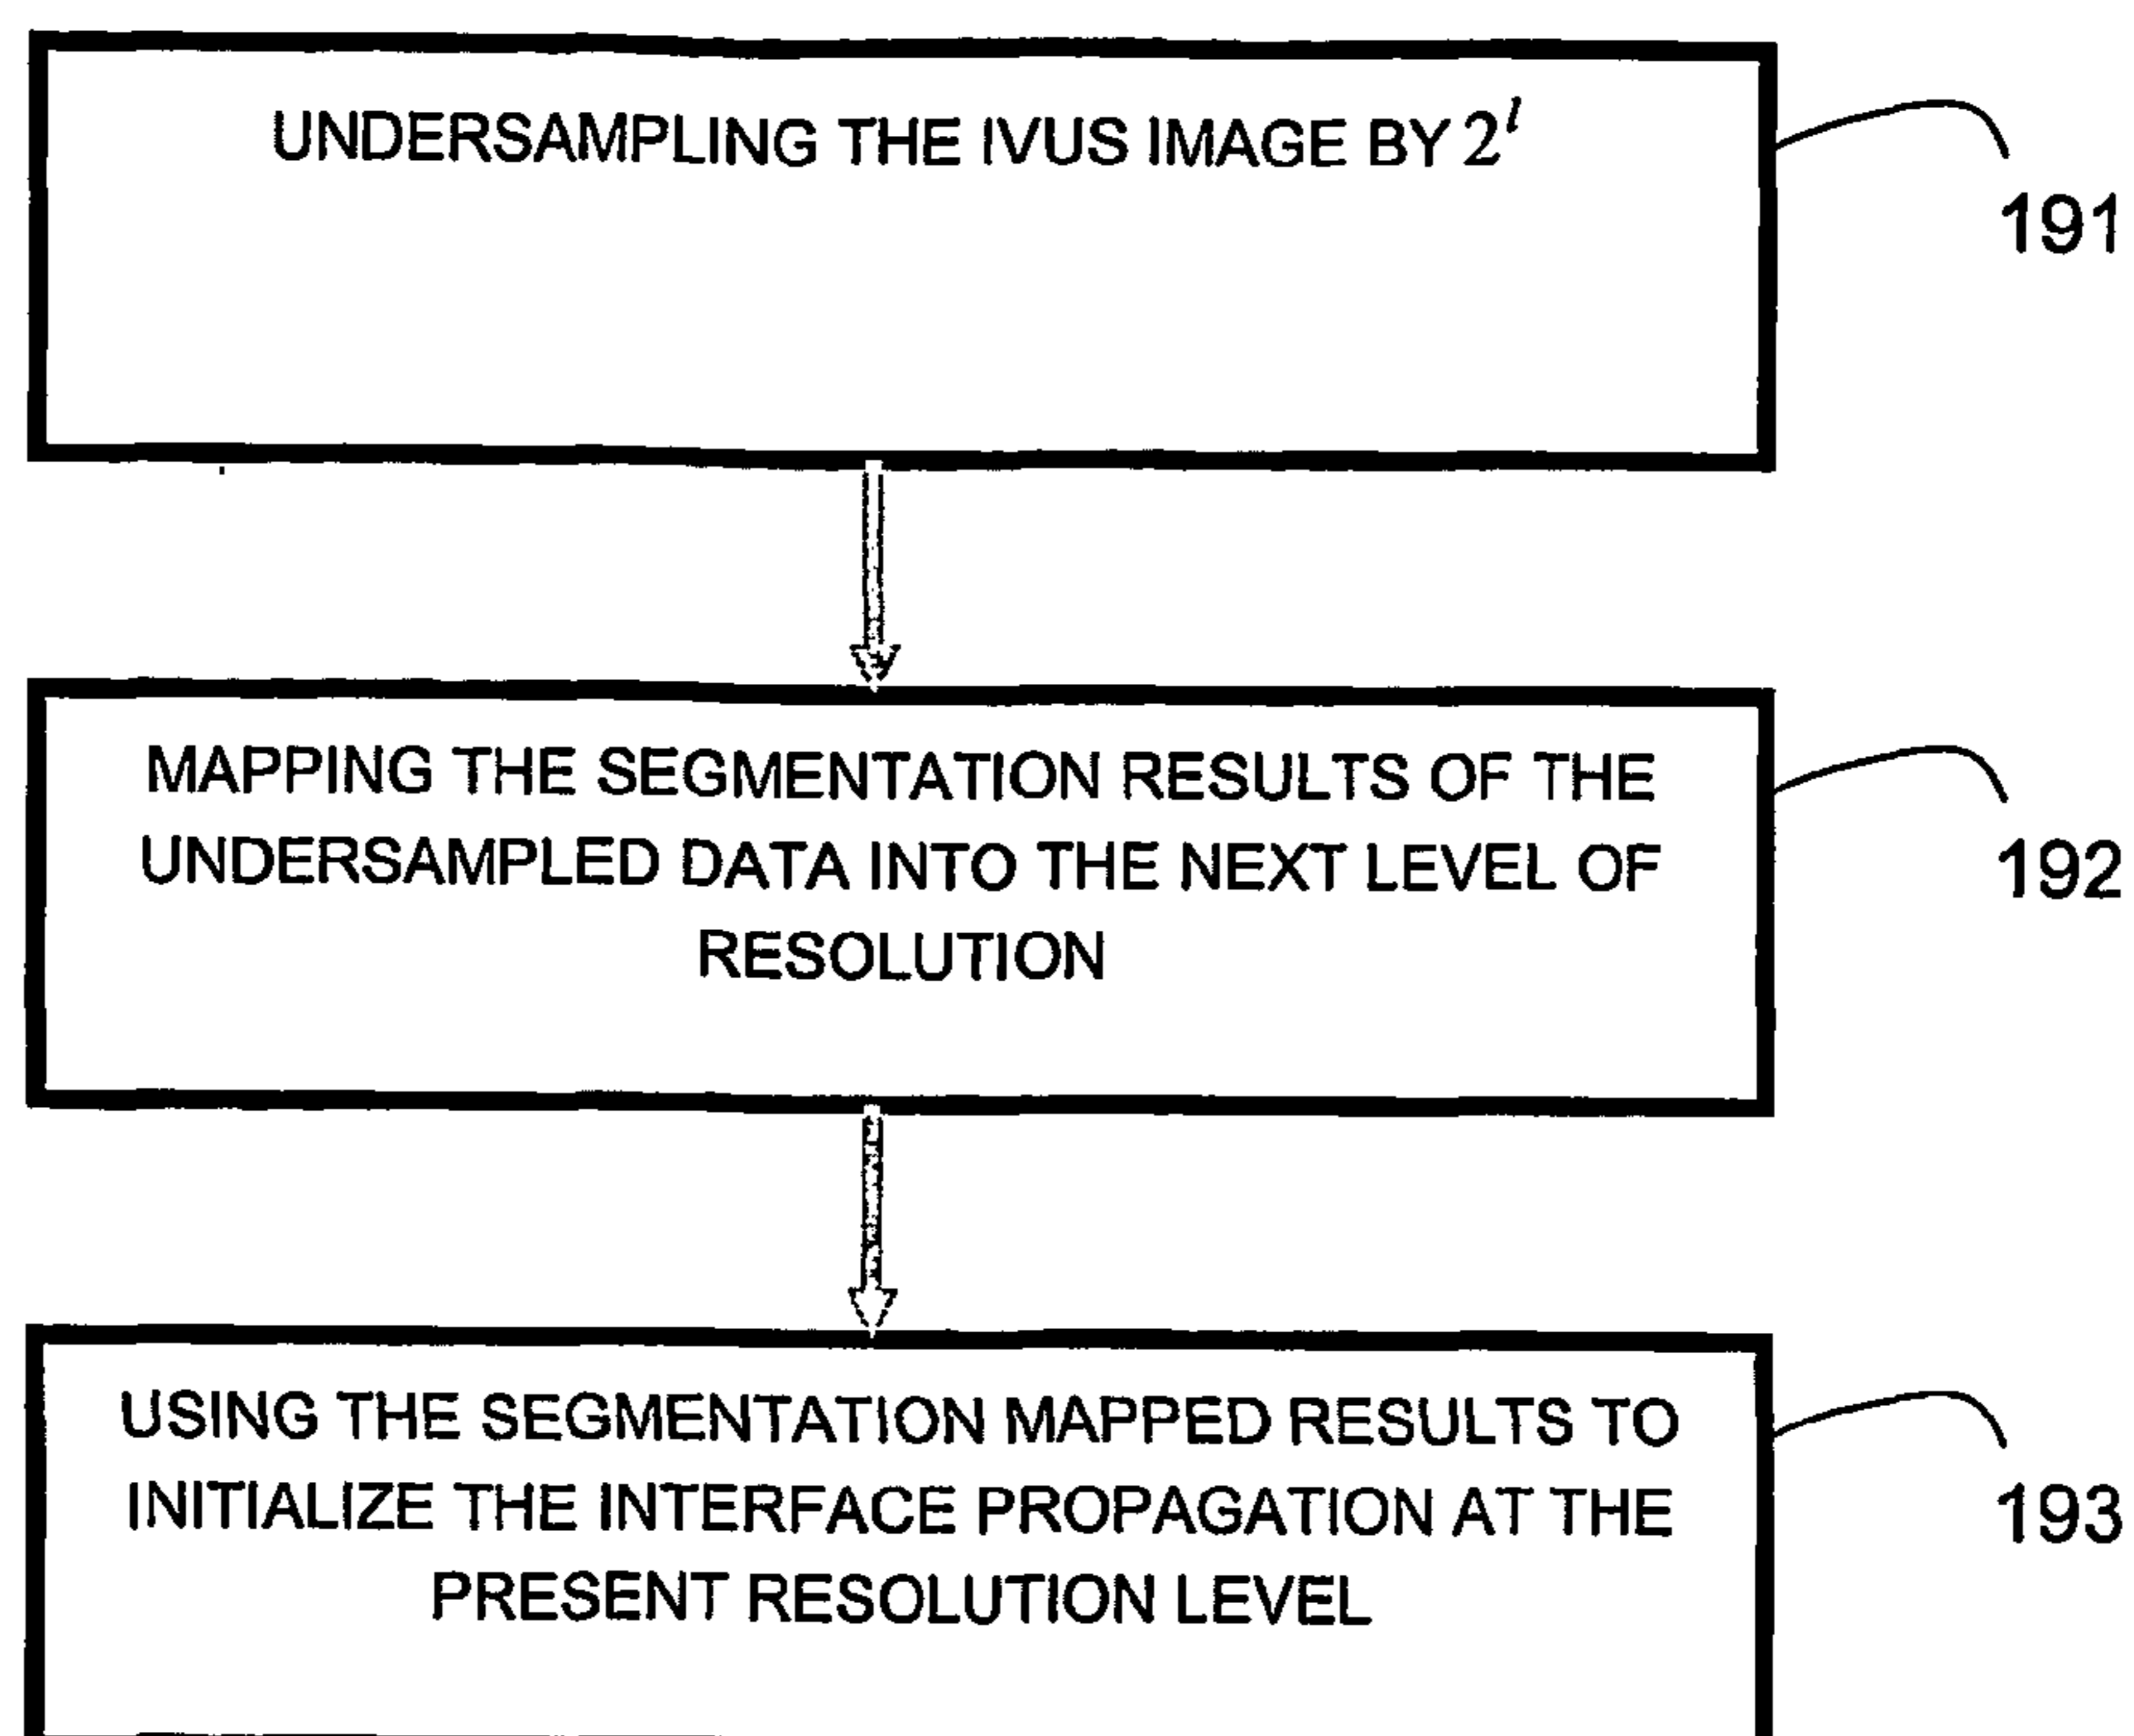 UNDERSAMPLING THE IVUS IMAGE BY 2^l
191
MAPPING THE SEGMENTATION RESULTS OF THE
UNDERSAMPLED DATA INTO THE NEXT LEVEL OF
RESOLUTION
192
USING THE SEGMENTATION MAPPED RESULTS TO
INITIALIZE THE INTERFACE PROPAGATION AT THE
PRESENT RESOLUTION LEVEL
193